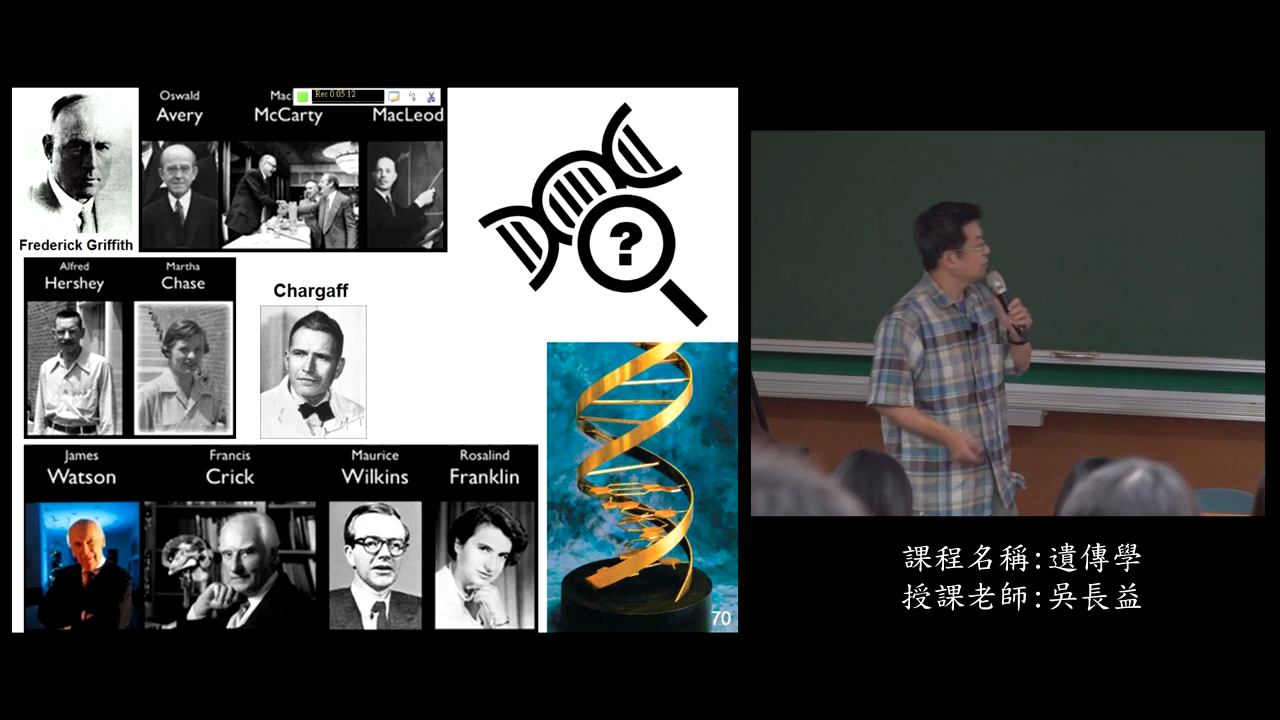 Oswald
Avery
Mac
McCarty
MacLeod
Rec 0:05:12
Frederick Griffith
Alfred
Hershey
Martha
Chase
Chargaff
?
James
Watson
Francis
Crick
Maurice
Wilkins
Rosalind
Franklin
70
課程名稱:遺傳學
授課老師:吳長益